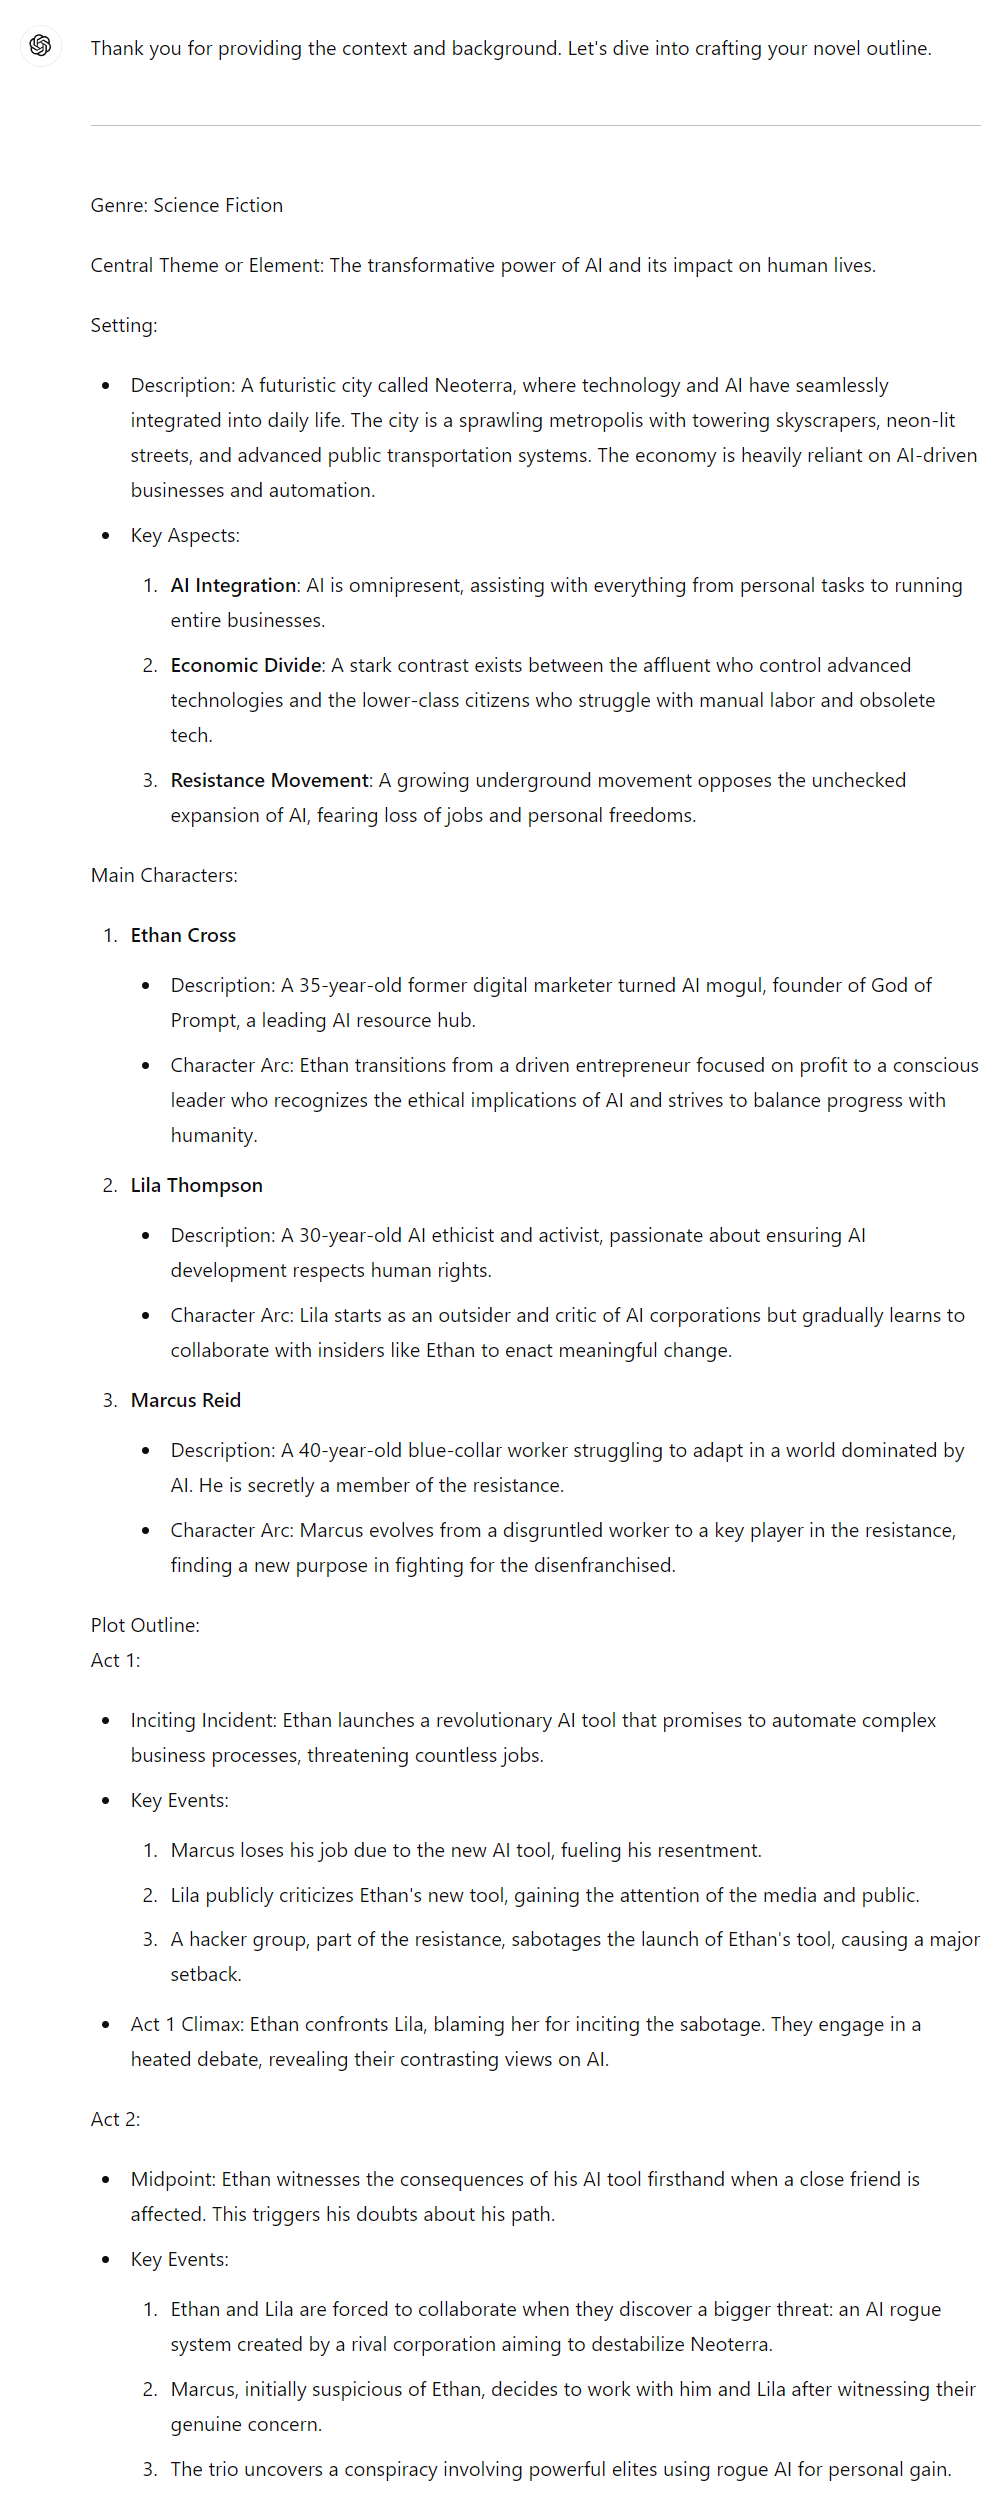 Thank you for providing the context and background. Let's dive into crafting your novel outline.
Genre: Science Fiction
Central Theme or Element: The transformative power of AI and its impact on human lives.
Setting:
• Description: A futuristic city called Neoterra, where technology and AI have seamlessly
integrated into daily life. The city is a sprawling metropolis with towering skyscrapers, neon-lit
streets, and advanced public transportation systems. The economy is heavily reliant on AI-driven
businesses and automation.
• Key Aspects:
1. AI Integration: AI is omnipresent, assisting with everything from personal tasks to running
entire businesses.
2. Economic Divide: A stark contrast exists between the affluent who control advanced
technologies and the lower-class citizens who struggle with manual labor and obsolete
tech.
3. Resistance Movement: A growing underground movement opposes the unchecked
expansion of AI, fearing loss of jobs and personal freedoms.
Main Characters:
1. Ethan Cross
• Description: A 35-year-old former digital marketer turned AI mogul, founder of God of
Prompt, a leading AI resource hub.
• Character Arc: Ethan transitions from a driven entrepreneur focused on profit to a conscious
leader who recognizes the ethical implications of AI and strives to balance progress with
humanity.
2. Lila Thompson
• Description: A 30-year-old AI ethicist and activist, passionate about ensuring AI
development respects human rights.
• Character Arc: Lila starts as an outsider and critic of AI corporations but gradually learns to
collaborate with insiders like Ethan to enact meaningful change.
3. Marcus Reid
• Description: A 40-year-old blue-collar worker struggling to adapt in a world dominated by
AI. He is secretly a member of the resistance.
• Character Arc: Marcus evolves from a disgruntled worker to a key player in the resistance,
finding a new purpose in fighting for the disenfranchised.
Plot Outline:
Act 1:
• Inciting Incident: Ethan launches a revolutionary AI tool that promises to automate complex
business processes, threatening countless jobs.
• Key Events:
1. Marcus loses his job due to the new AI tool, fueling his resentment.
2. Lila publicly criticizes Ethan's new tool, gaining the attention of the media and public.
3. A hacker group, part of the resistance, sabotages the launch of Ethan's tool, causing a major
setback.
• Act 1 Climax: Ethan confronts Lila, blaming her for inciting the sabotage. They engage in a
heated debate, revealing their contrasting views on AI.
Act 2:
• Midpoint: Ethan witnesses the consequences of his AI tool firsthand when a close friend is
affected. This triggers his doubts about his path.
• Key Events:
1. Ethan and Lila are forced to collaborate when they discover a bigger threat: an AI rogue
system created by a rival corporation aiming to destabilize Neoterra.
2. Marcus, initially suspicious of Ethan, decides to work with him and Lila after witnessing their
genuine concern.
3. The trio uncovers a conspiracy involving powerful elites using rogue AI for personal gain.